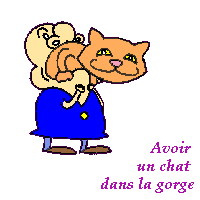 Avoir
un chat
dans la gorge